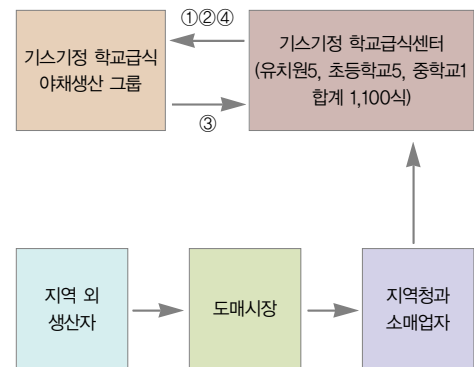 기스기정 학교급식
야채생산 그룹
①②④
③
기스기정 학교급식센터
(유치원5, 초등학교5, 중학교1
합계 1,100식)
지역 외
생산자
도매시장
지역청과
소매업자